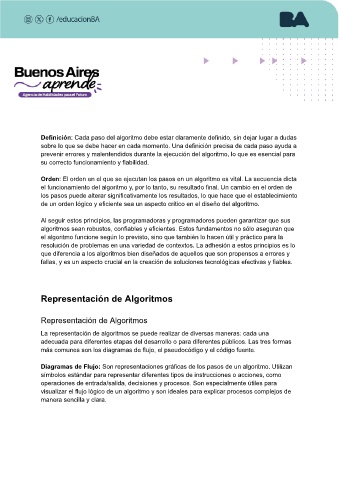 /educacionBA
BA
Buenos Aires
aprende
Agencia de Habilidades para el Futuro
Definición: Cada paso del algoritmo debe estar claramente definido, sin dejar lugar a dudas
sobre lo que se debe hacer en cada momento. Una definición precisa de cada paso ayuda a
prevenir errores y malentendidos durante la ejecución del algoritmo, lo que es esencial para
su correcto funcionamiento y fiabilidad.
Orden: El orden en el que se ejecutan los pasos en un algoritmo es vital. La secuencia dicta
el funcionamiento del algoritmo y, por lo tanto, su resultado final. Un cambio en el orden de
los pasos puede alterar significativamente los resultados, lo que hace que el establecimiento
de un orden lógico y eficiente sea un aspecto crítico en el diseño del algoritmo.
Al seguir estos principios, las programadoras y programadores pueden garantizar que sus
algoritmos sean robustos, confiables y eficientes. Estos fundamentos no sólo aseguran que
el algoritmo funcione según lo previsto, sino que también lo hacen útil y práctico para la
resolución de problemas en una variedad de contextos. La adhesión a estos principios es lo
que diferencia a los algoritmos bien diseñados de aquellos que son propensos a errores y
fallas, y es un aspecto crucial en la creación de soluciones tecnológicas efectivas y fiables.
Representación de Algoritmos
Representación de Algoritmos
La representación de algoritmos se puede realizar de diversas maneras: cada una
adecuada para diferentes etapas del desarrollo o para diferentes públicos. Las tres formas
más comunes son los diagramas de flujo, el pseudocódigo y el código fuente.
Diagramas de Flujo: Son representaciones gráficas de los pasos de un algoritmo. Utilizan
símbolos estándar para representar diferentes tipos de instrucciones o acciones, como
operaciones de entrada/salida, decisiones y procesos. Son especialmente útiles para
visualizar el flujo lógico de un algoritmo y son ideales para explicar procesos complejos de
manera sencilla y clara.